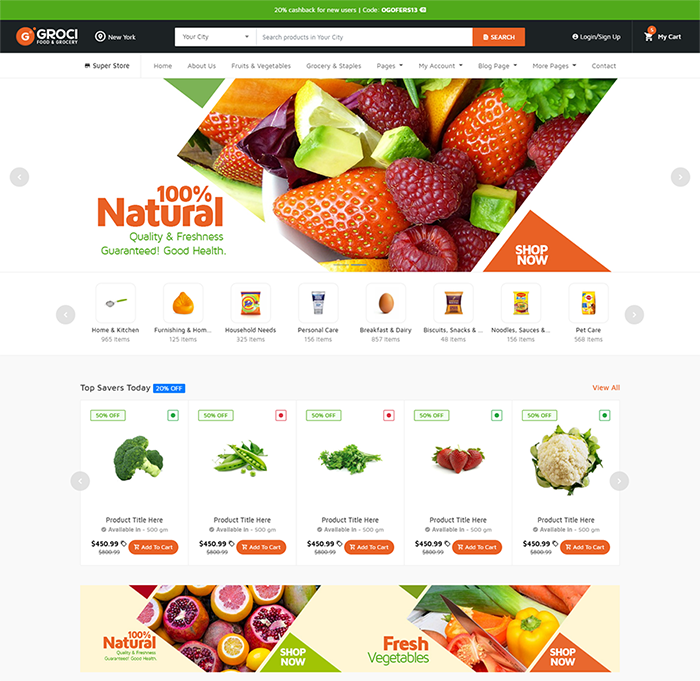 20% cashback for new users | Code: OGOFERS13
GROCI
FOOD & GROCERY
New York
Your City
Search products in Your City
SEARCH
Login/Sign Up
5
My Cart
Super Store
Home
About Us
Fruits & Vegetables
Grocery & Staples
Pages
My Account
Blog Page
More Pages
Contact
100%
Natural
Quality & Freshness
Guaranteed! Good Health.
SHOP
NOW
Home & Kitchen
965 Items
Furnishing & Hom...
125 Items
Household Needs
325 Items
Personal Care
156 Items
Breakfast & Dairy
857 Items
Biscuits, Snacks & ...
48 Items
Noodles, Sauces & ...
156 Items
Pet Care
568 Items
Top Savers Today 20% OFF
View All
50% OFF
Product Title Here
Available in - 500 gm
$450.99
$800.99
Add To Cart
50% OFF
Product Title Here
Available in - 500 gm
$450.99
$800.99
Add To Cart
50% OFF
Product Title Here
Available in - 500 gm
$450.99
$800.99
Add To Cart
50% OFF
Product Title Here
Available in - 500 gm
$450.99
$800.99
Add To Cart
50% OFF
Product Title Here
Available in - 500 gm
$450.99
$800.99
Add To Cart
100%
Natural
Quality & Freshness
Guaranteed! Good Health.
SHOP
NOW
Fresh
Vegetables
SHOP
NOW